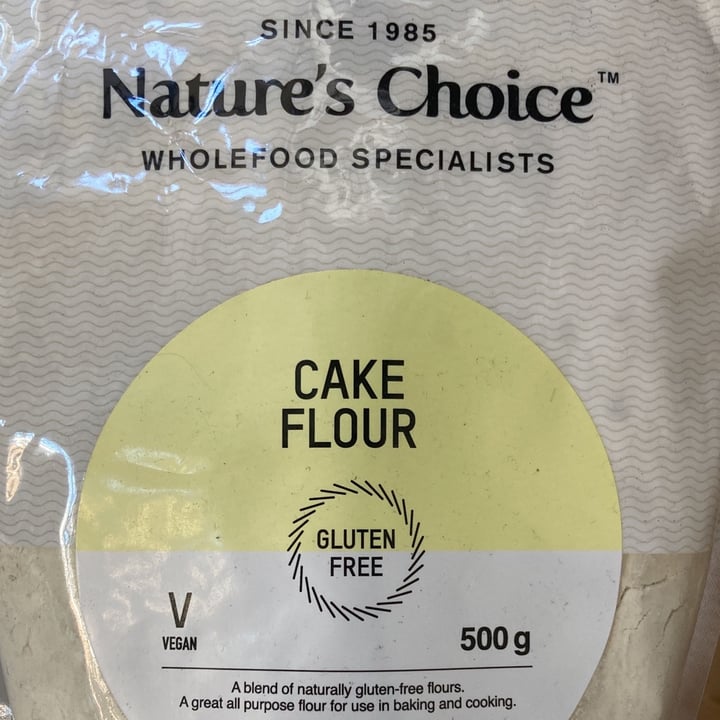 SINCE 1985
Nature's Choice™
WHOLEFOOD SPECIALISTS
CAKE
FLOUR
GLUTEN
FREE
V
VEGAN
500 g
A blend of naturally gluten-free flours.
A great all purpose flour for use in baking and cooking.